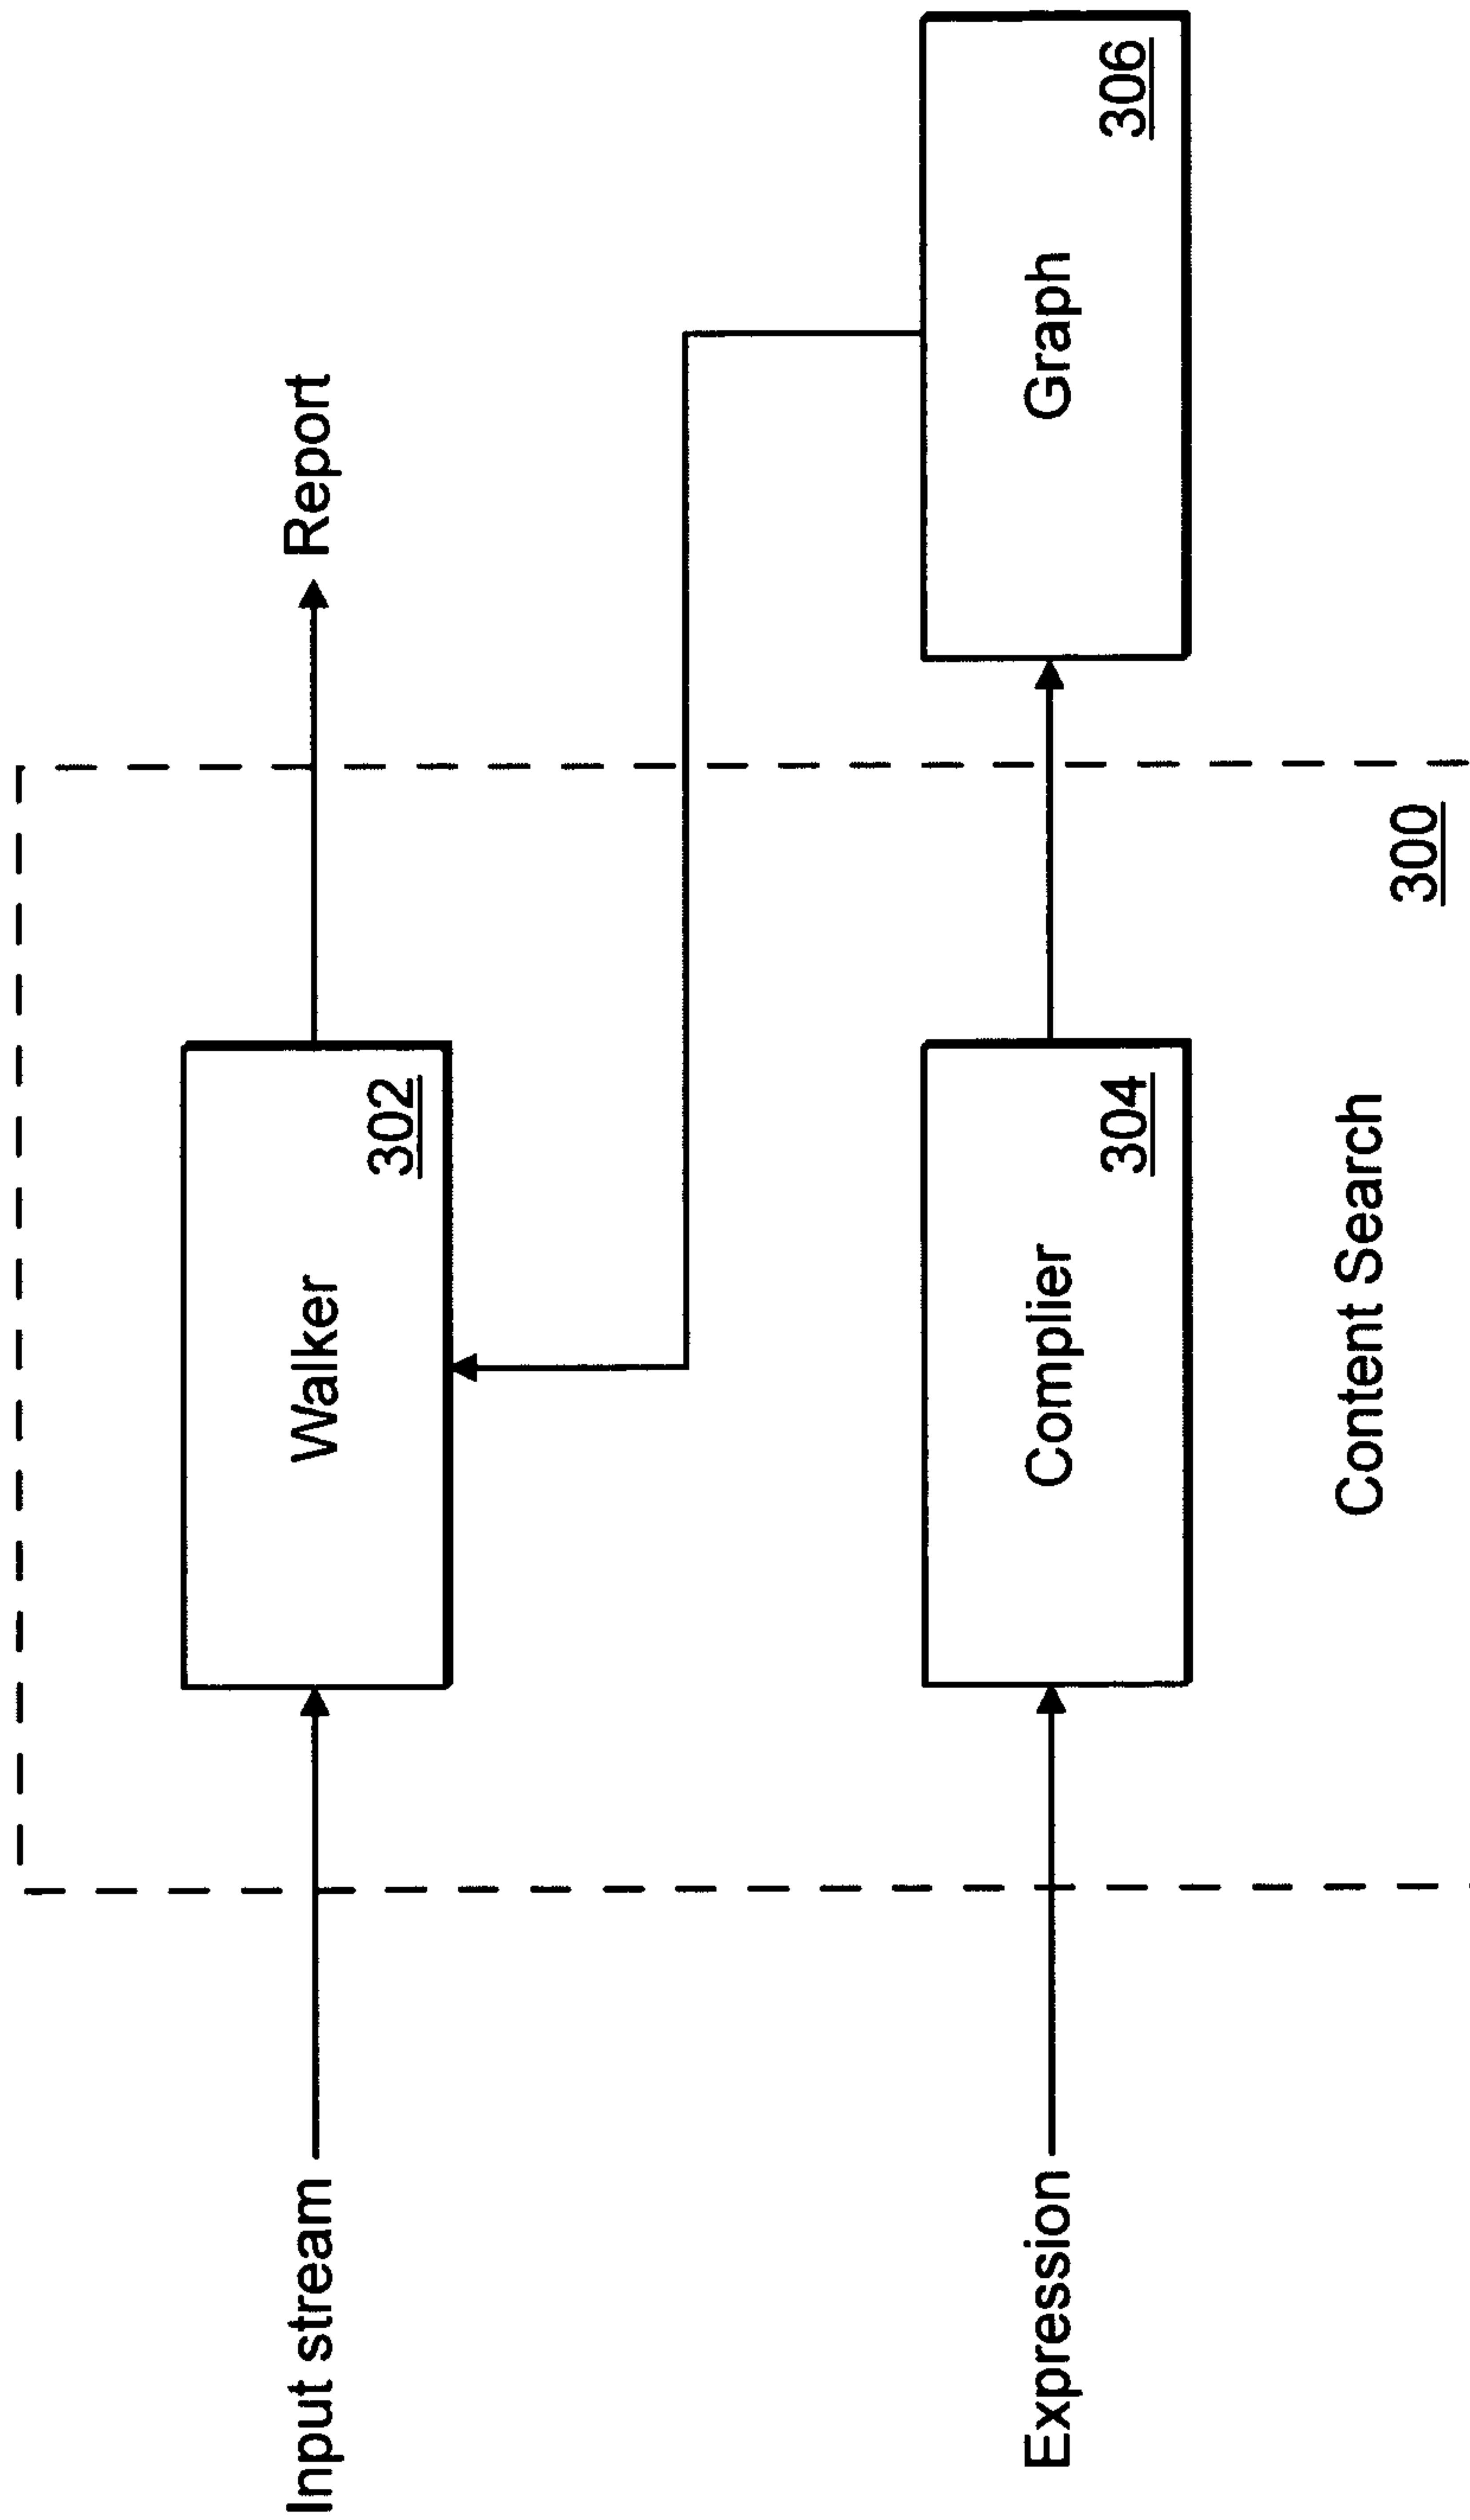 Input stream
Walker
302
Report
Expression
Complier
304
Graph
306
Content Search
300